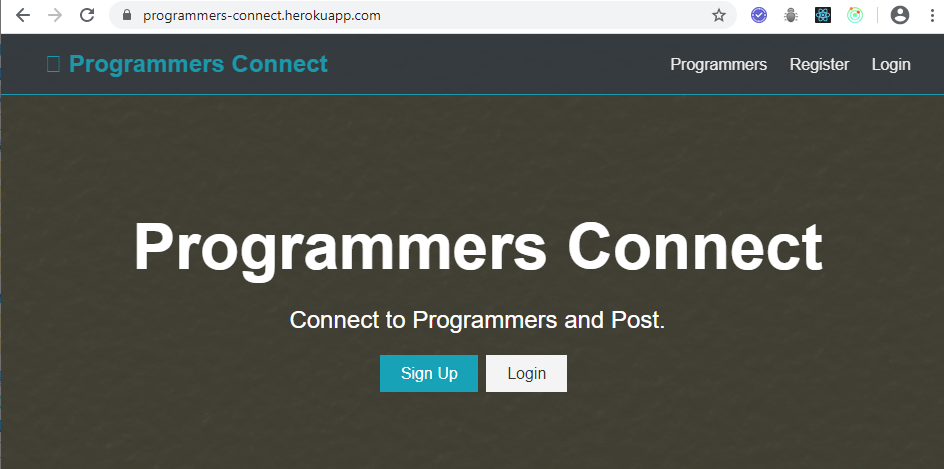 programmers-connect.herokuapp.com
Programmers Connect
Programmers Register Login
Programmers Connect
Connect to Programmers and Post.
Sign Up Login